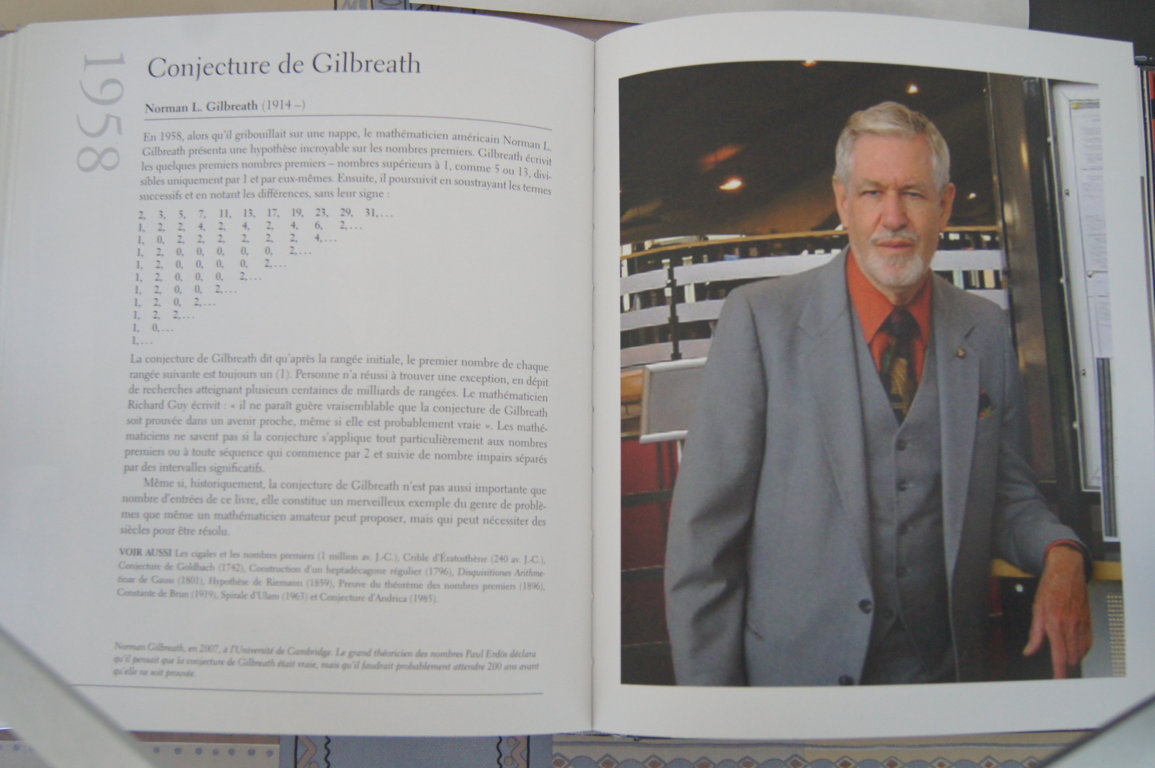 1958
Conjecture de Gilbreath
Norman L. Gilbreath (1914 –)
En 1958, alors qu'il gribouillait sur une nappe, le mathématicien américain Norman L.
Gilbreath présenta une hypothèse incroyable sur les nombres premiers. Gilbreath écrivit
les quelques premiers nombres premiers – nombres supérieurs à 1, comme 5 ou 13, divi-
sibles uniquement par 1 et par eux-mêmes. Ensuite, il poursuivit en soustrayant les termes
successifs et en notant les différences, sans leur signe :
2, 3, 5, 7, 11, 13, 17, 19, 23, 29, 31,…
1, 2, 2, 4, 2, 4, 2, 4, 6, 2,…
1, 0, 2, 2, 2, 2, 2, 2, 4,…
1, 2, 0, 0, 0, 0, 0, 2,…
1, 2, 0, 0, 0, 0, 2,…
1, 2, 0, 0, 0, 2,…
1, 2, 0, 0, 2,…
1, 2, 0, 2,…
1, 2, 2,…
1, 0,…
1,…
La conjecture de Gilbreath dit qu'après la rangée initiale, le premier nombre de chaque
rangée suivante est toujours un (1). Personne n'a réussi à trouver une exception, en dépit
de recherches atteignant plusieurs centaines de milliards de rangées. Le mathématicien
Richard Guy écrivit : « il ne paraît guère vraisemblable que la conjecture de Gilbreath
soit prouvée dans un avenir proche, même si elle est probablement vraie ». Les mathé-
maticiens ne savent pas si la conjecture s'applique tout particulièrement aux nombres
premiers ou à toute séquence qui commence par 2 et suivie de nombre impairs séparés
par des intervalles significatifs.
Même si, historiquement, la conjecture de Gilbreath n'est pas aussi importante que
nombre d'entrées de ce livre, elle constitue un merveilleux exemple du genre de problè-
mes que même un mathématicien amateur peut proposer, mais qui peut nécessiter des
siècles pour être résolu.
VOIR AUSSI Les cigales et les nombres premiers (1 million av. J.-C.), Crible d'Ératosthène (240 av. J.C.),
Conjecture de Goldbach (1742), Construction d'un heptadécagone régulier (1796), Disquisitiones Arithme-
ticae de Gauss (1801), Hypothèse de Riemann (1859), Preuve du théorème des nombres premiers (1896),
Constante de Brun (1919), Spirale d'Ulam (1963) et Conjecture d'Andrica (1985).
Norman Gilbreath, en 2007, à l'Université de Cambridge. Le grand théoricien des nombres Paul Erdös déclara
qu'il pensait que la conjecture de Gilbreath était vraie, mais qu'il faudrait probablement attendre 200 ans avant
qu'elle ne soit prouvée.